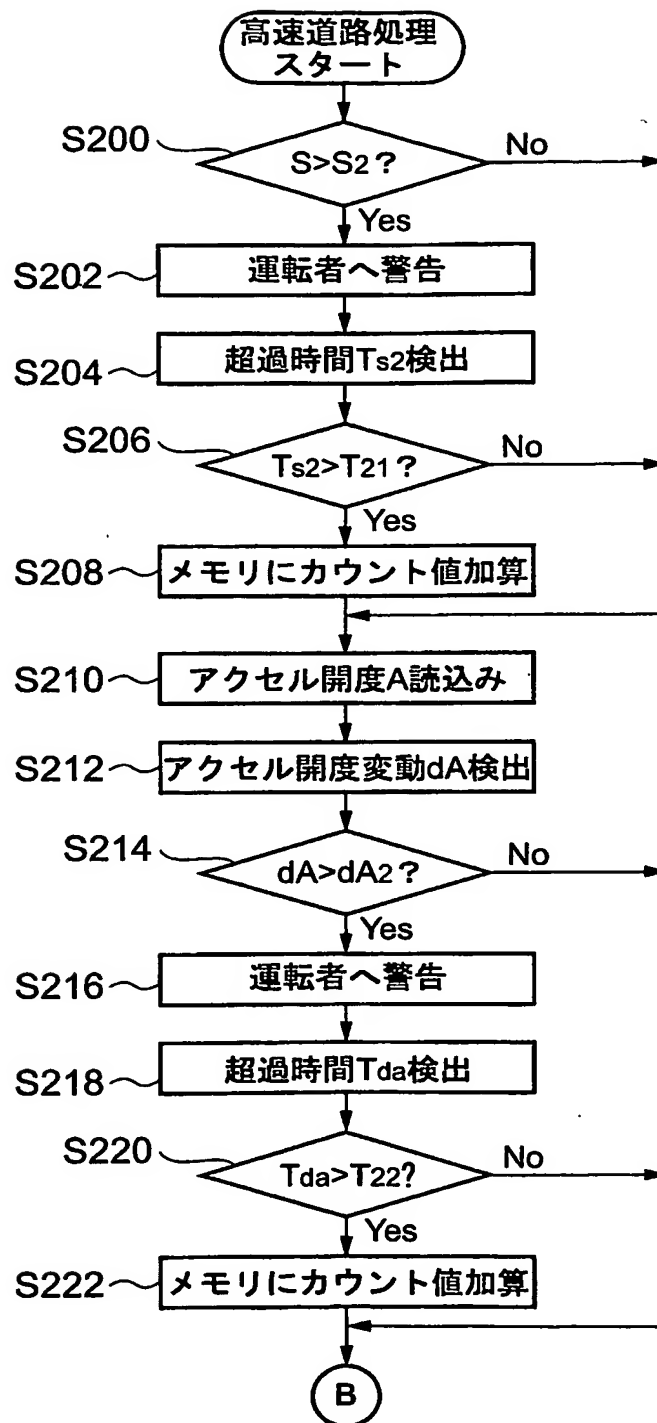 高速道路処理
スタート
S200
S>S2?
No
Yes
S202
運転者へ警告
S204
超過時間Ts2検出
S206
Ts2>T21?
No
Yes
S208
メモリにカウント値加算
S210
アクセル開度A読込み
S212
アクセル開度変動dA検出
S214
dA>dA2?
No
Yes
S216
運転者へ警告
S218
超過時間Tda検出
S220
Tda>T22?
No
Yes
S222
メモリにカウント値加算
B